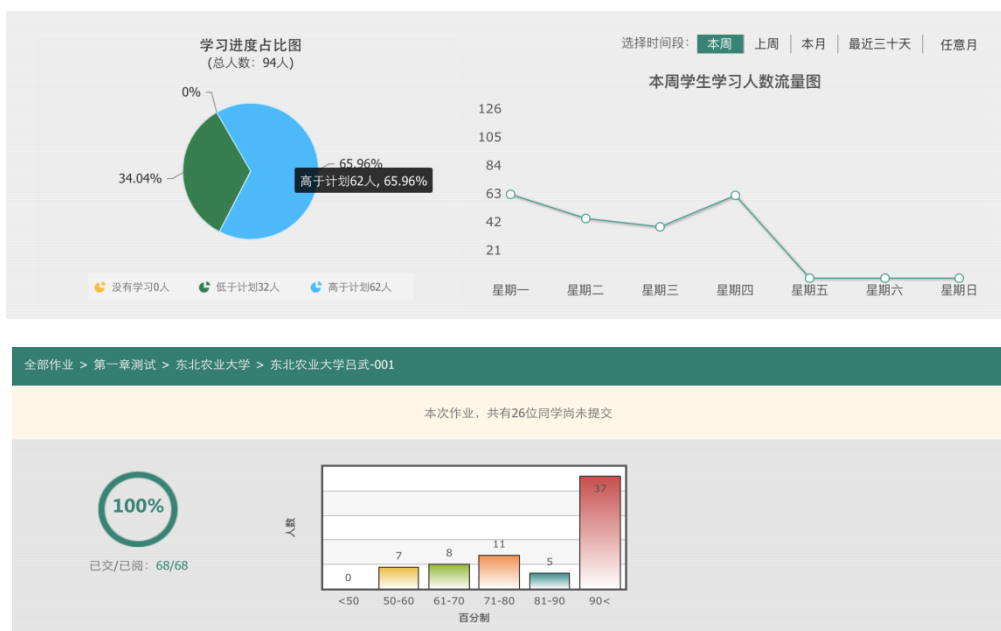 学习进度占比图
(总人数：94人)
0%
34.04%
65.96%
高于计划62人, 65.96%
没有学习0人 低于计划32人 高于计划62人
选择时间段： 本周 上周 本月 最近三十天 任意月
本周学生学习人数流量图
126
105
84
63
42
21
星期一 星期二 星期三 星期四 星期五 星期六 星期日
全部作业 > 第一章测试 > 东北农业大学 > 东北农业大学吕武-001
本次作业，共有26位同学尚未提交
100%
已交/已阅：68/68
人数
0 7 8 11 5 37
<50 50-60 61-70 71-80 81-90 90<
百分制